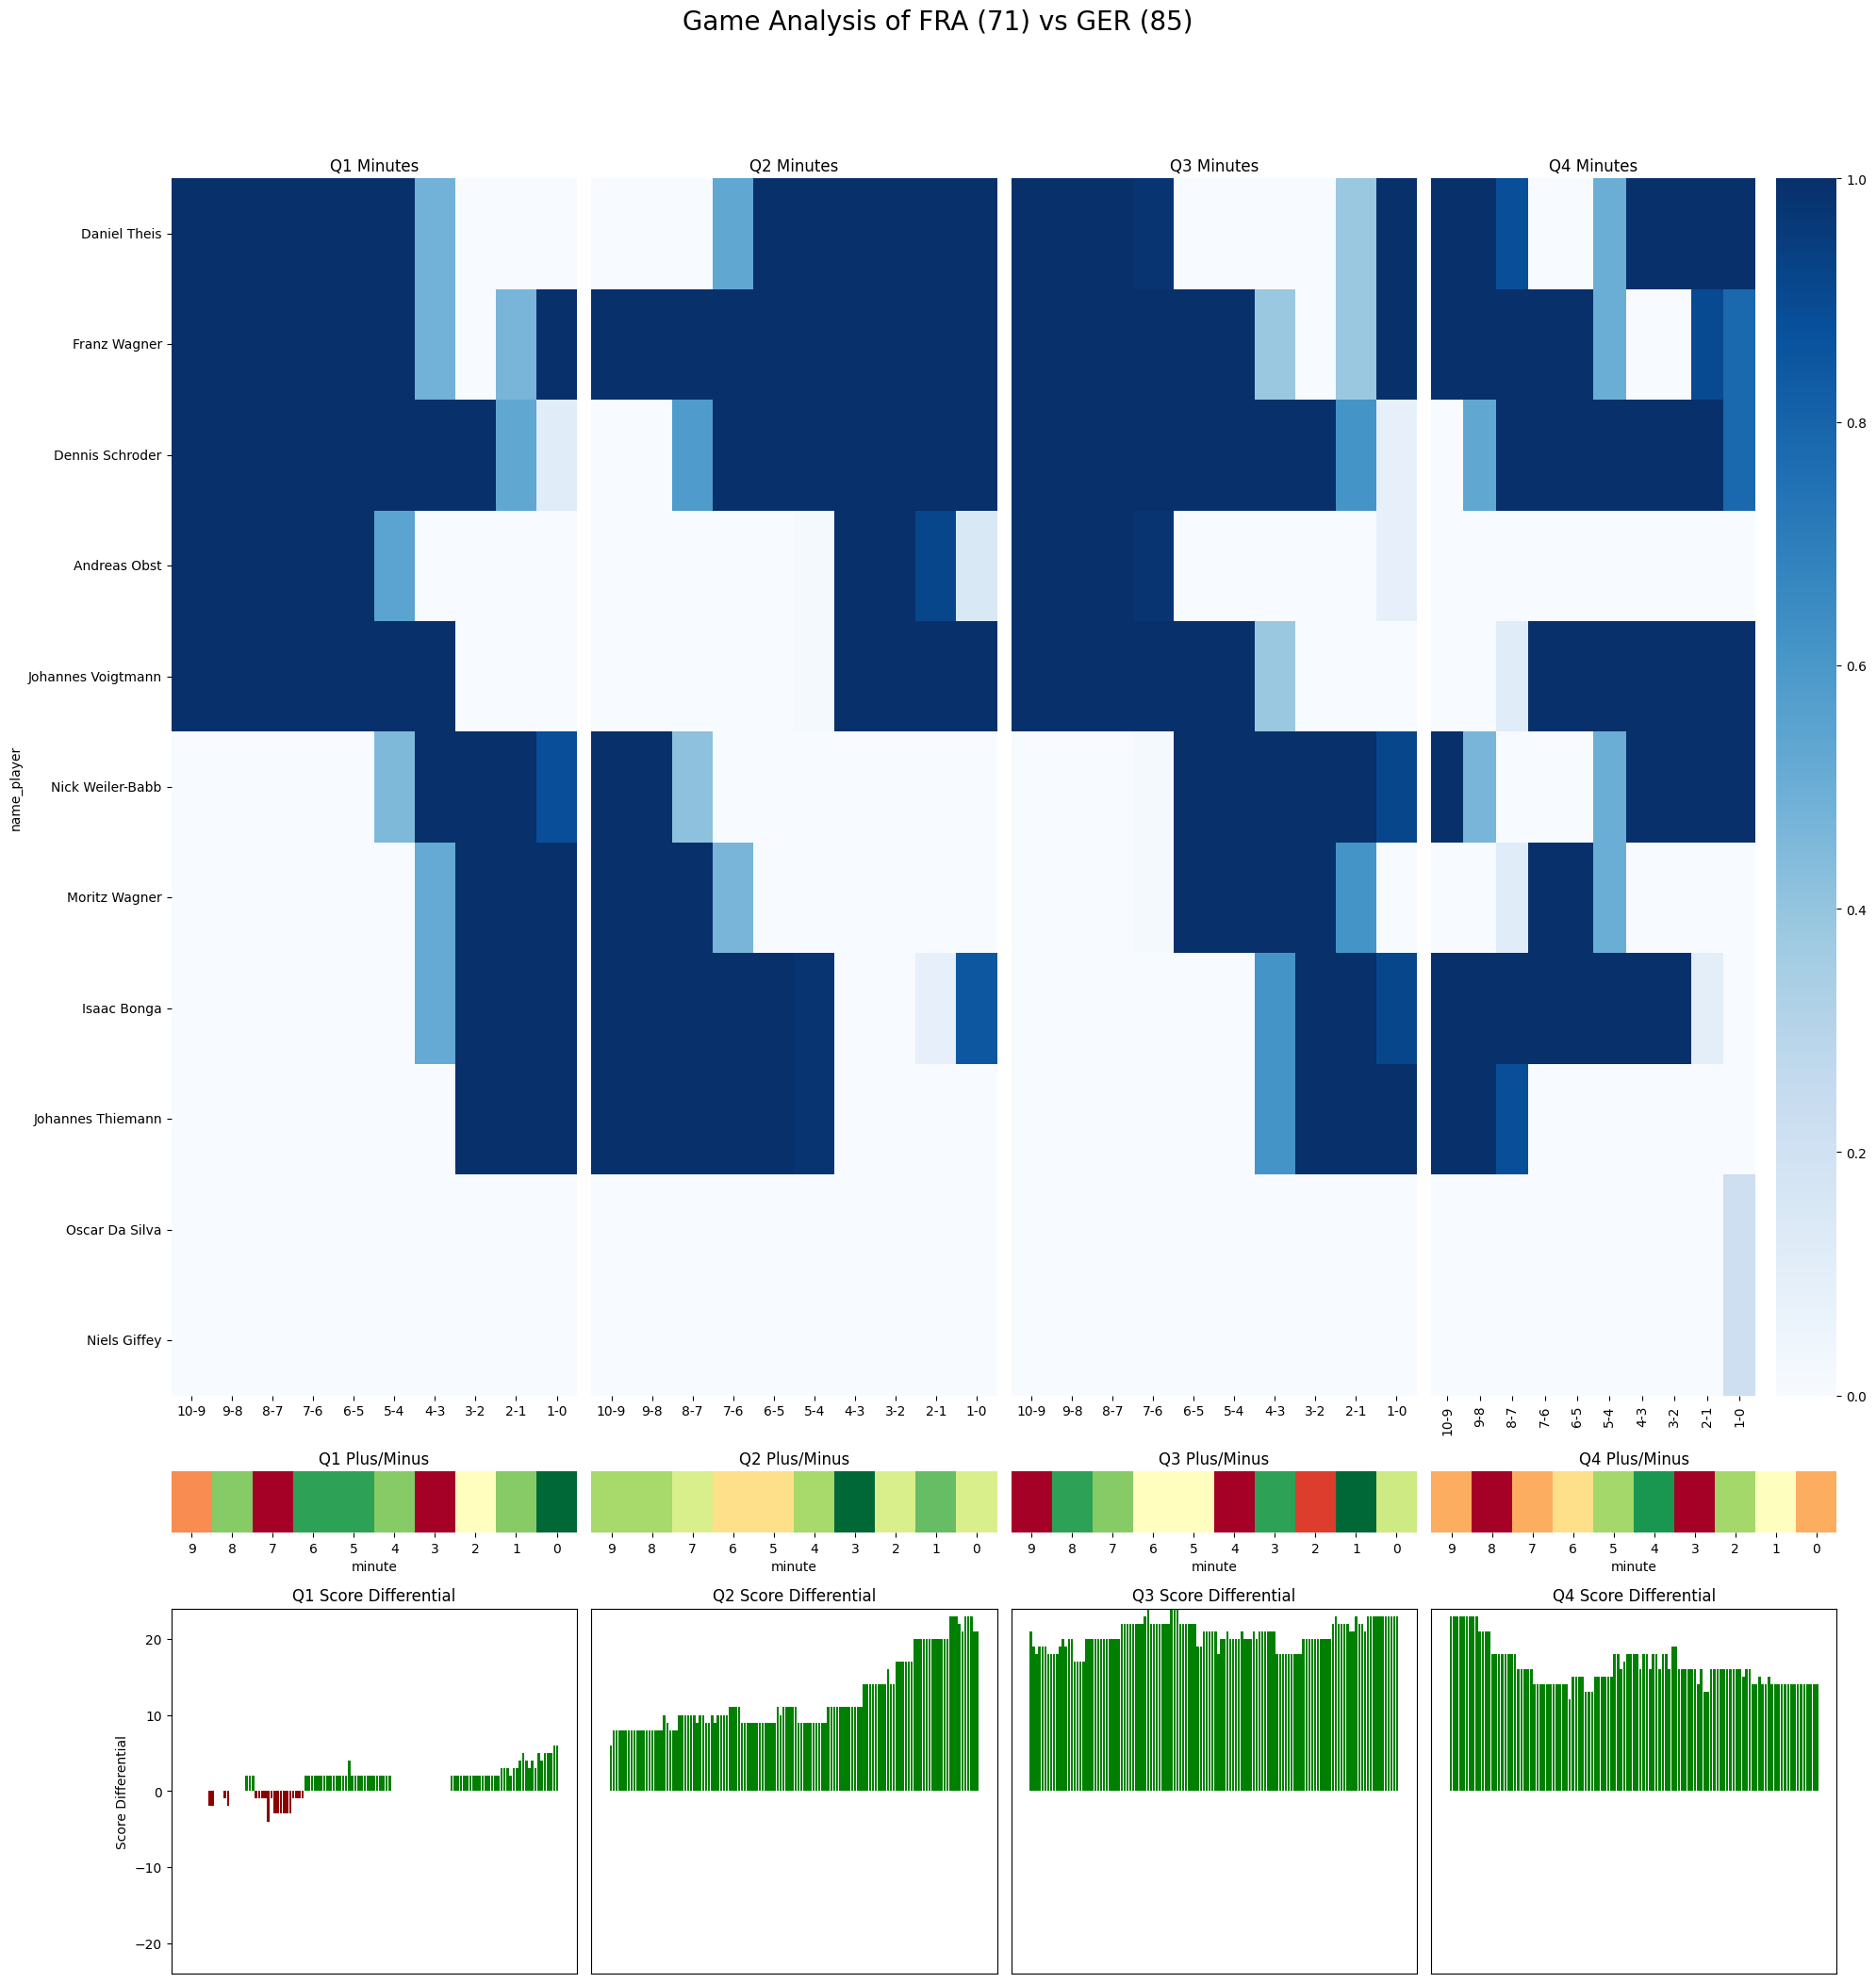 Game Analysis of FRA (71) vs GER (85)
Q1 Minutes
Q2 Minutes
Q3 Minutes
Q4 Minutes
name_player
Daniel Theis
Franz Wagner
Dennis Schroder
Andreas Obst
Johannes Voigtmann
Nick Weiler-Babb
Moritz Wagner
Isaac Bonga
Johannes Thiemann
Oscar Da Silva
Niels Giffey
1.0
0.8
0.6
0.4
0.2
0.0
10-9 9-8 8-7 7-6 6-5 5-4 4-3 3-2 2-1 1-0
10-9 9-8 8-7 7-6 6-5 5-4 4-3 3-2 2-1 1-0
10-9 9-8 8-7 7-6 6-5 5-4 4-3 3-2 2-1 1-0
10-9 9-8 8-7 7-6 6-5 5-4 4-3 3-2 2-1 1-0
Q1 Plus/Minus
Q2 Plus/Minus
Q3 Plus/Minus
Q4 Plus/Minus
9 8 7 6 5 4 3 2 1 0
9 8 7 6 5 4 3 2 1 0
9 8 7 6 5 4 3 2 1 0
9 8 7 6 5 4 3 2 1 0
minute
minute
minute
minute
Q1 Score Differential
Q2 Score Differential
Q3 Score Differential
Q4 Score Differential
Score Differential
20
10
0
−10
−20